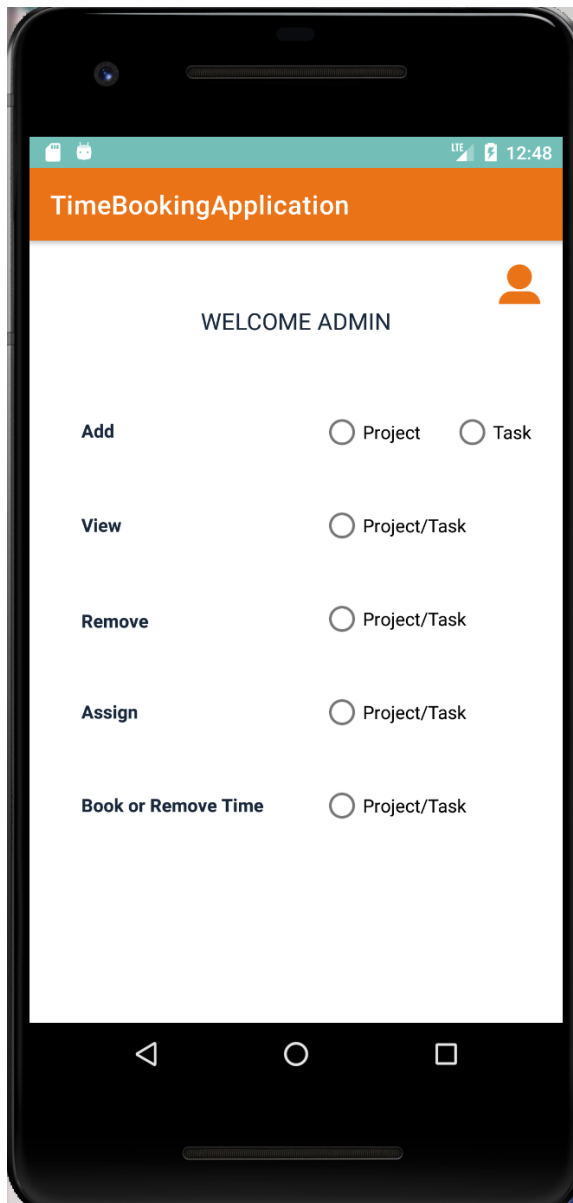 LTE 12:48
TimeBookingApplication
WELCOME ADMIN
Add Project Task
View Project/Task
Remove Project/Task
Assign Project/Task
Book or Remove Time Project/Task